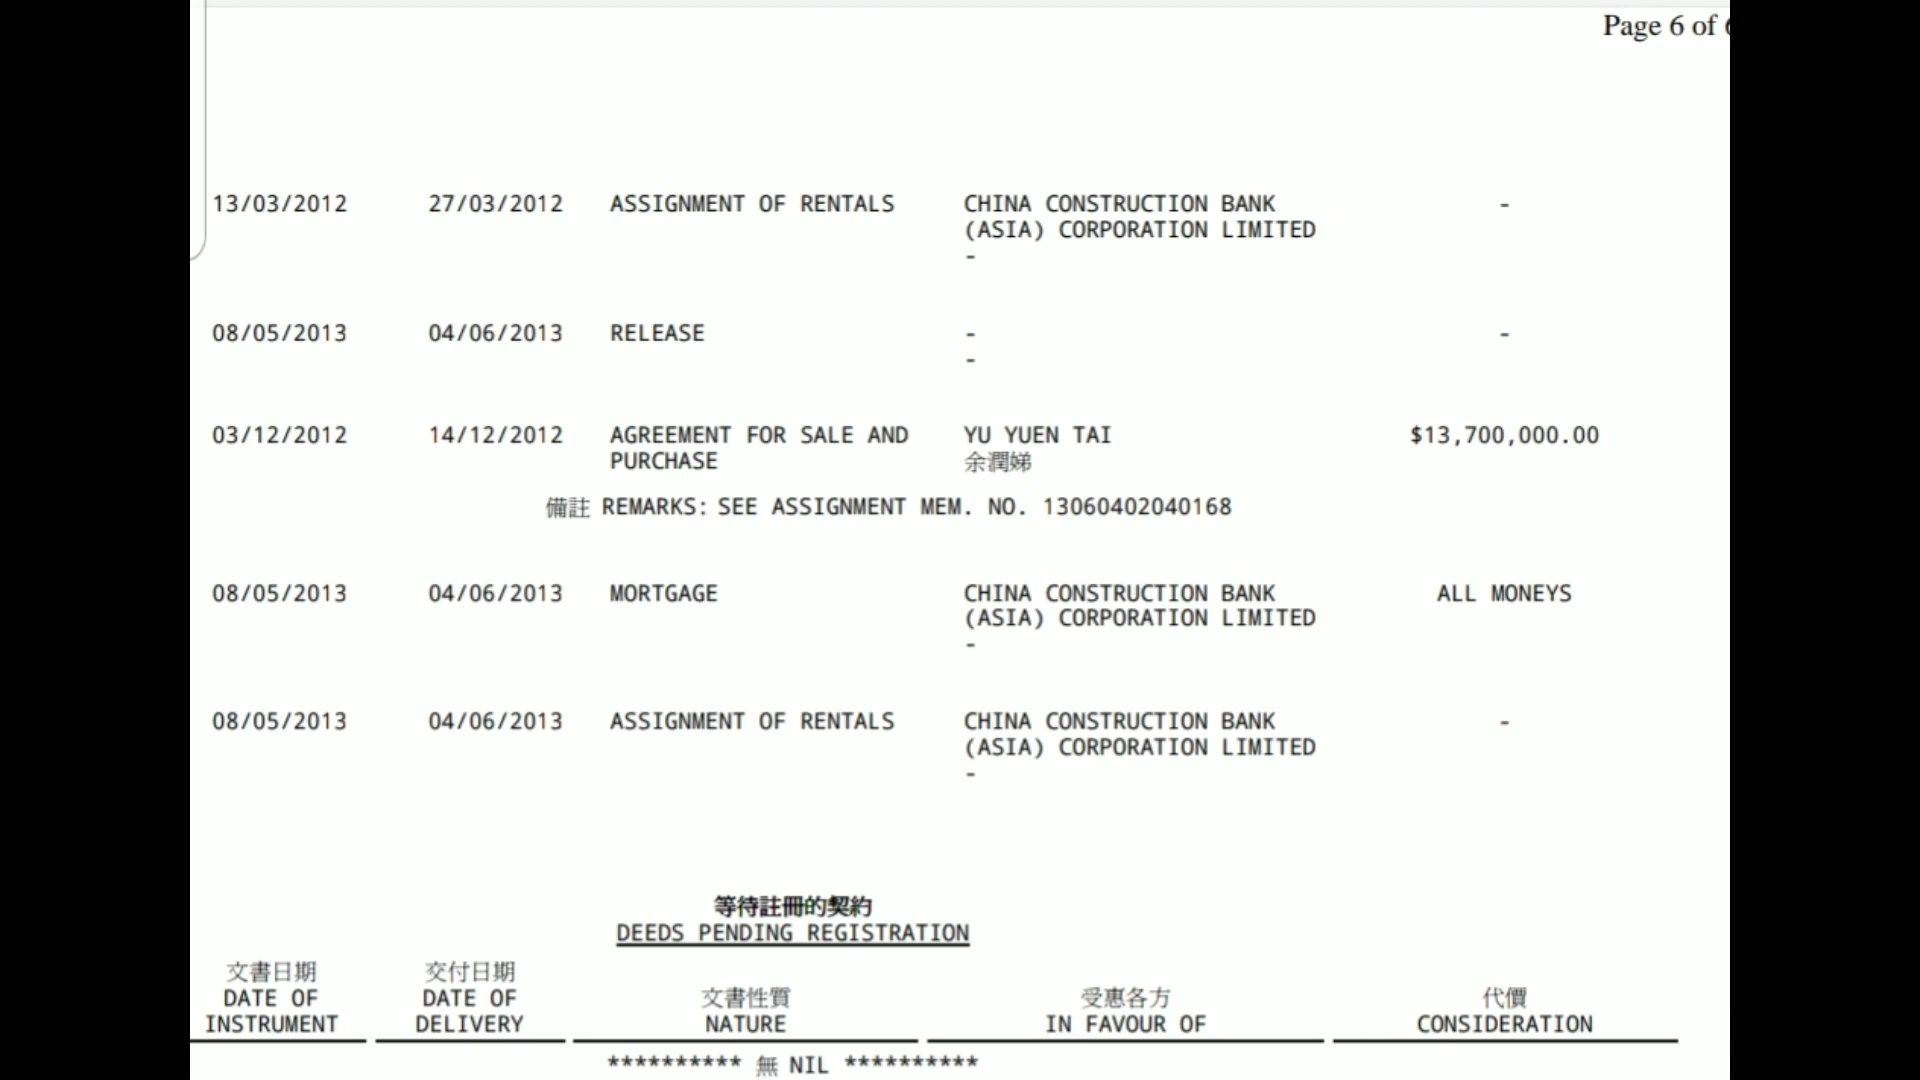 Page 6 of 6
13/03/2012 27/03/2012 ASSIGNMENT OF RENTALS CHINA CONSTRUCTION BANK -
(ASIA) CORPORATION LIMITED
-
08/05/2013 04/06/2013 RELEASE - -
-
03/12/2012 14/12/2012 AGREEMENT FOR SALE AND YU YUEN TAI $13,700,000.00
PURCHASE 余潤娣
備註 REMARKS: SEE ASSIGNMENT MEM. NO. 13060402040168
08/05/2013 04/06/2013 MORTGAGE CHINA CONSTRUCTION BANK ALL MONEYS
(ASIA) CORPORATION LIMITED
-
08/05/2013 04/06/2013 ASSIGNMENT OF RENTALS CHINA CONSTRUCTION BANK -
(ASIA) CORPORATION LIMITED
-
等待註冊的契約
DEEDS PENDING REGISTRATION
文書日期 交付日期
DATE OF DATE OF 文書性質 受惠各方 代價
INSTRUMENT DELIVERY NATURE IN FAVOUR OF CONSIDERATION
********** 無 NIL **********